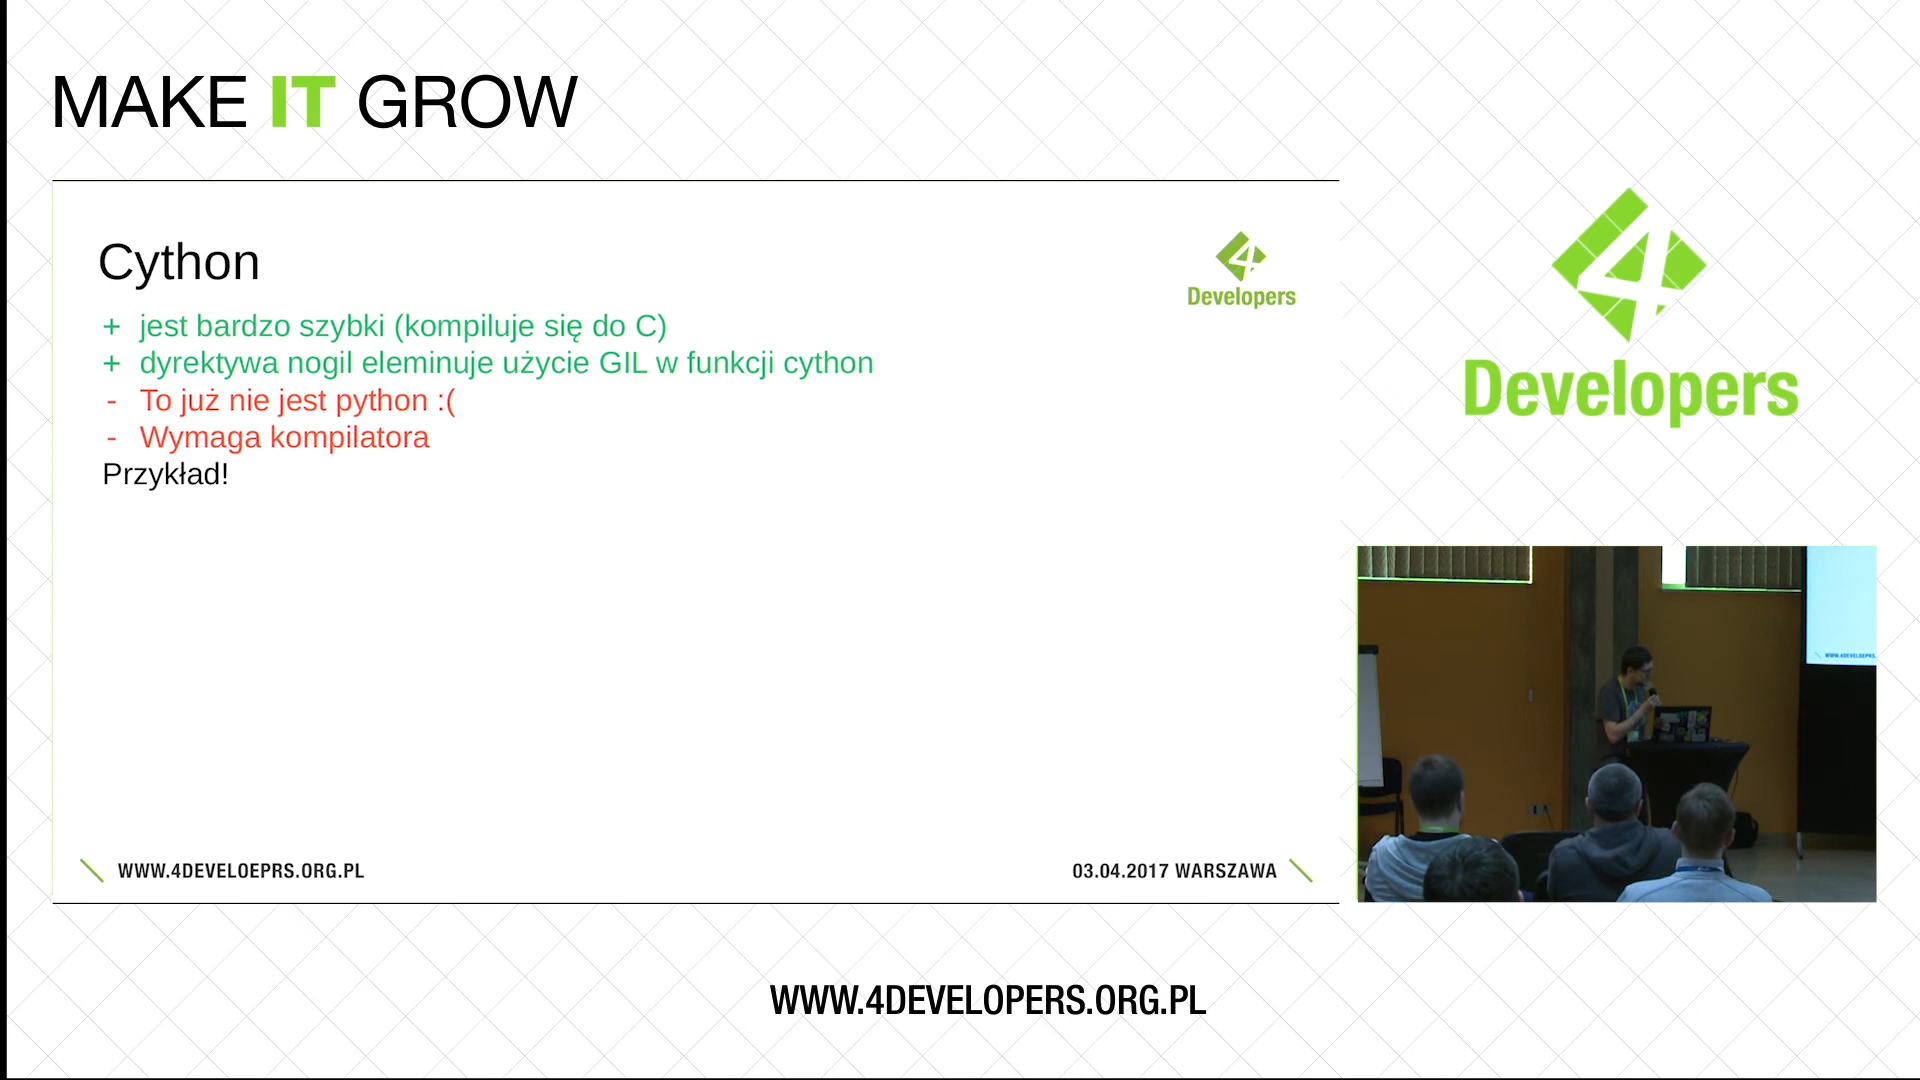 MAKE IT GROW
Cython
4
Developers
+ jest bardzo szybki (kompiluje się do C)
+ dyrektywa nogil eleminuje użycie GIL w funkcji cython
- To już nie jest python :(
- Wymaga kompilatora
Przykład!
WWW.4DEVELOEPRS.ORG.PL
03.04.2017 WARSZAWA
4
Developers
WWW.4DEVELOPERS.ORG.PL